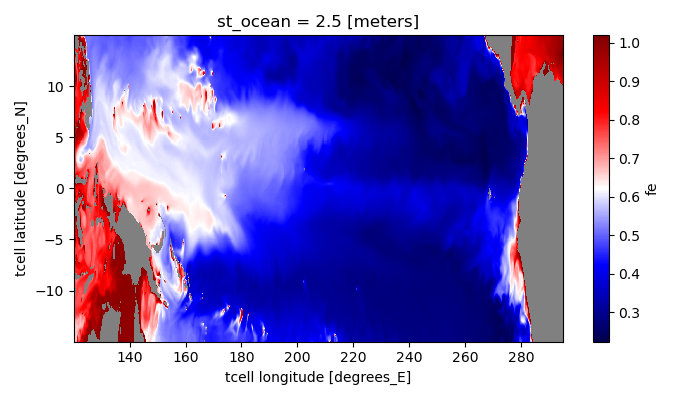 st_ocean = 2.5 [meters]
10
5
0
−5
−10
tcell latitude [degrees_N]
140 160 180 200 220 240 260 280
tcell longitude [degrees_E]
1.0
0.9
0.8
0.7
0.6
0.5
0.4
0.3
fe